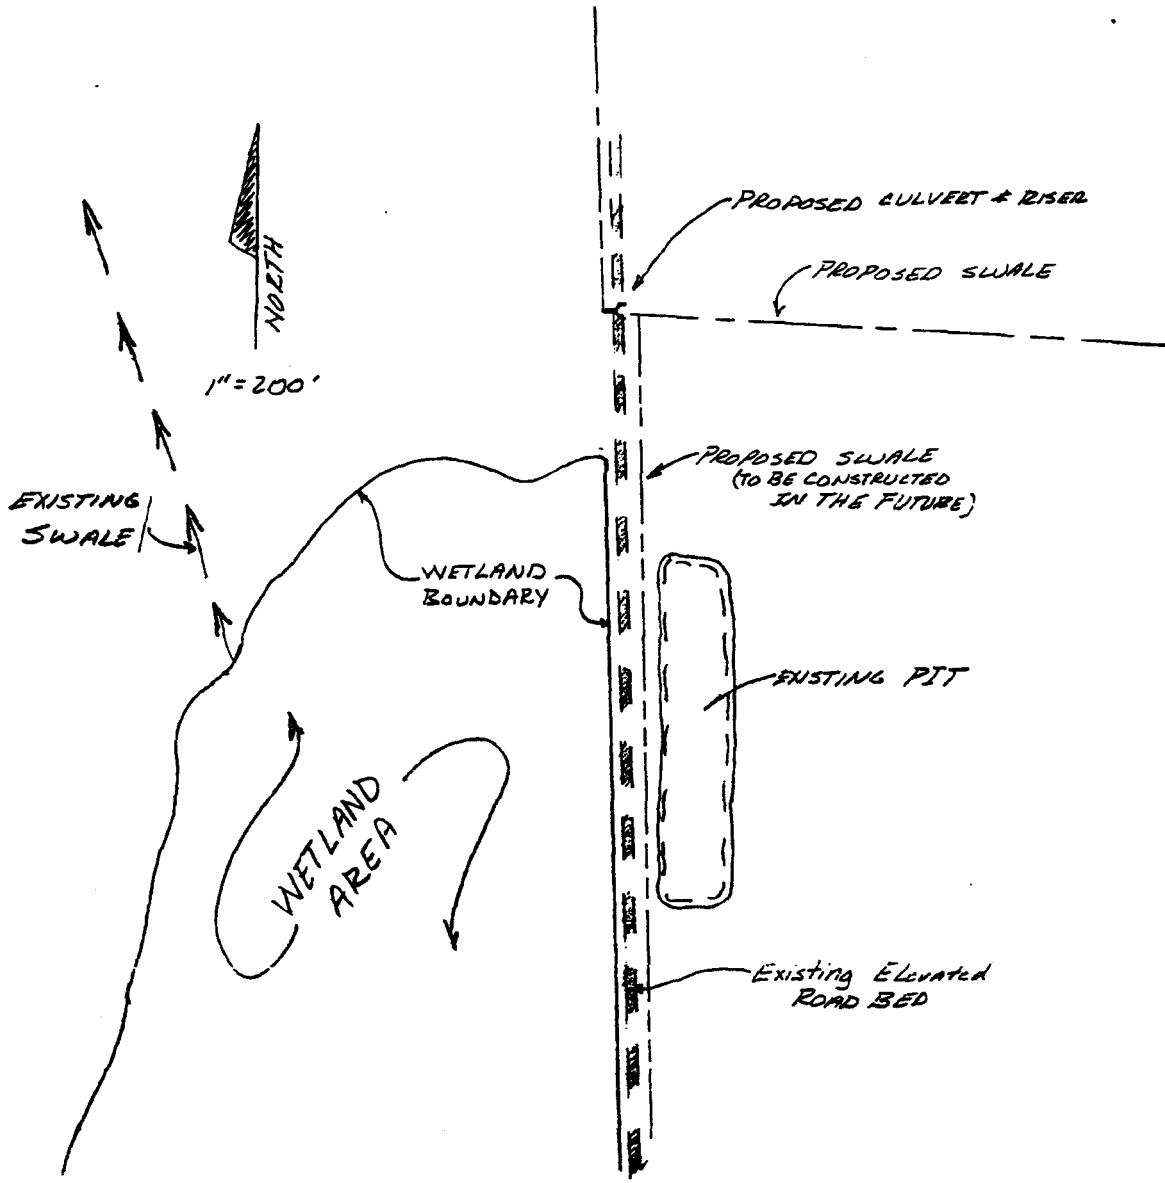 PROPOSED CULVERT & RISER
PROPOSED SWALE
NORTH
1"=200'
PROPOSED SWALE
(TO BE CONSTRUCTED
IN THE FUTURE)
EXISTING
SWALE
WETLAND
BOUNDARY
EXISTING PIT
WETLAND
AREA
Existing Elevated
ROAD BED